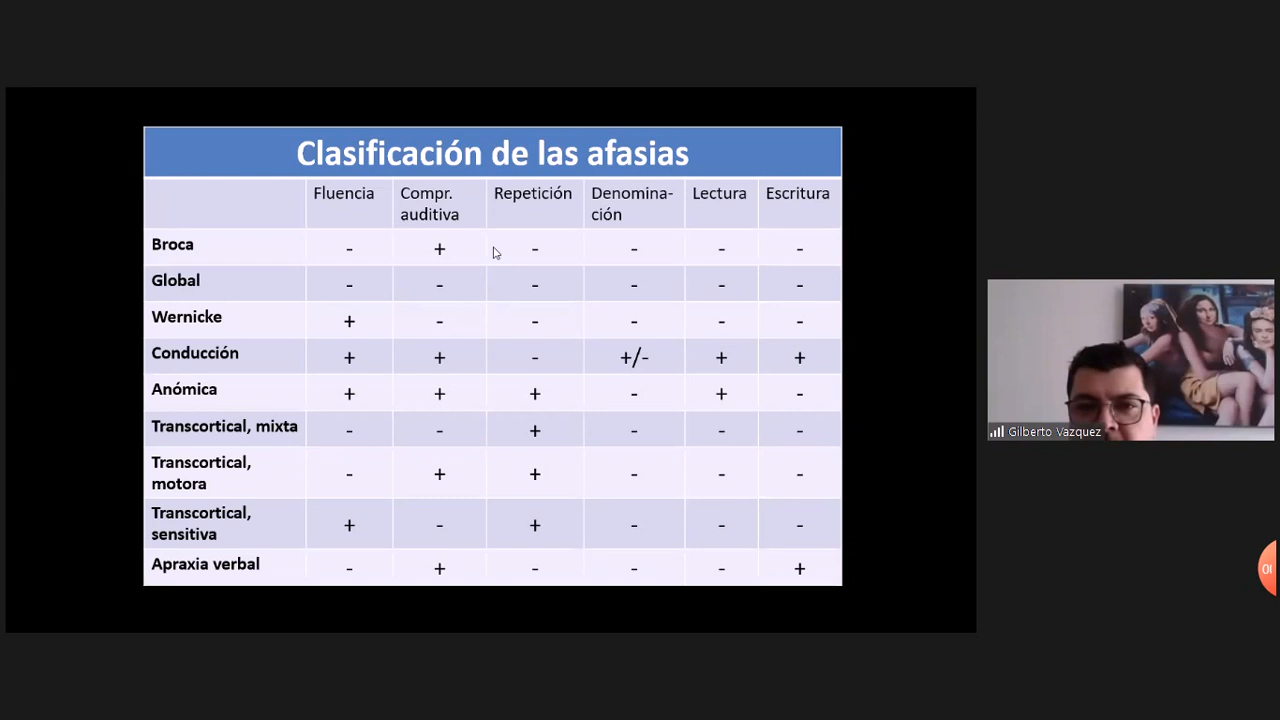 Clasificación de las afasias
Fluencia Compr. auditiva Repetición Denomina-ción Lectura Escritura
Broca - + - - - -
Global - - - - - -
Wernicke + - - - - -
Conducción + + - +/- + +
Anómica + + + - + -
Transcortical, mixta - - + - - -
Transcortical, motora - + + - - -
Transcortical, sensitiva + - + - - -
Apraxia verbal - + - - - +
Gilberto Vazquez